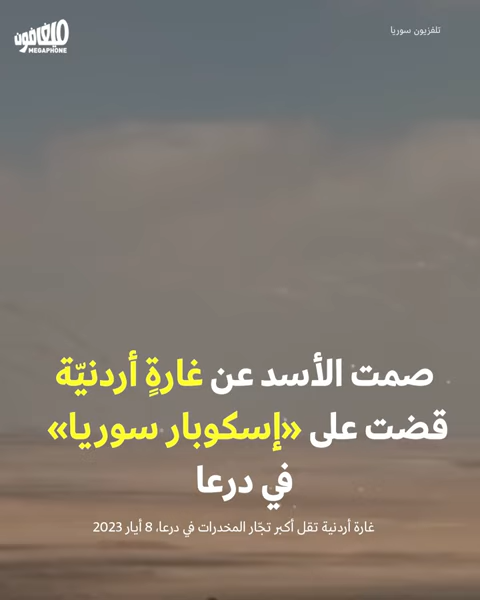 ميغافون
MEGAPHONE
تلفزيون سوريا
صمت الأسد عن غارةٍ أردنيّة
قضت على «إسكوبار سوريا»
في درعا
غارة أردنية تقل أكبر تجّار المخدرات في درعا، 8 أيار 2023